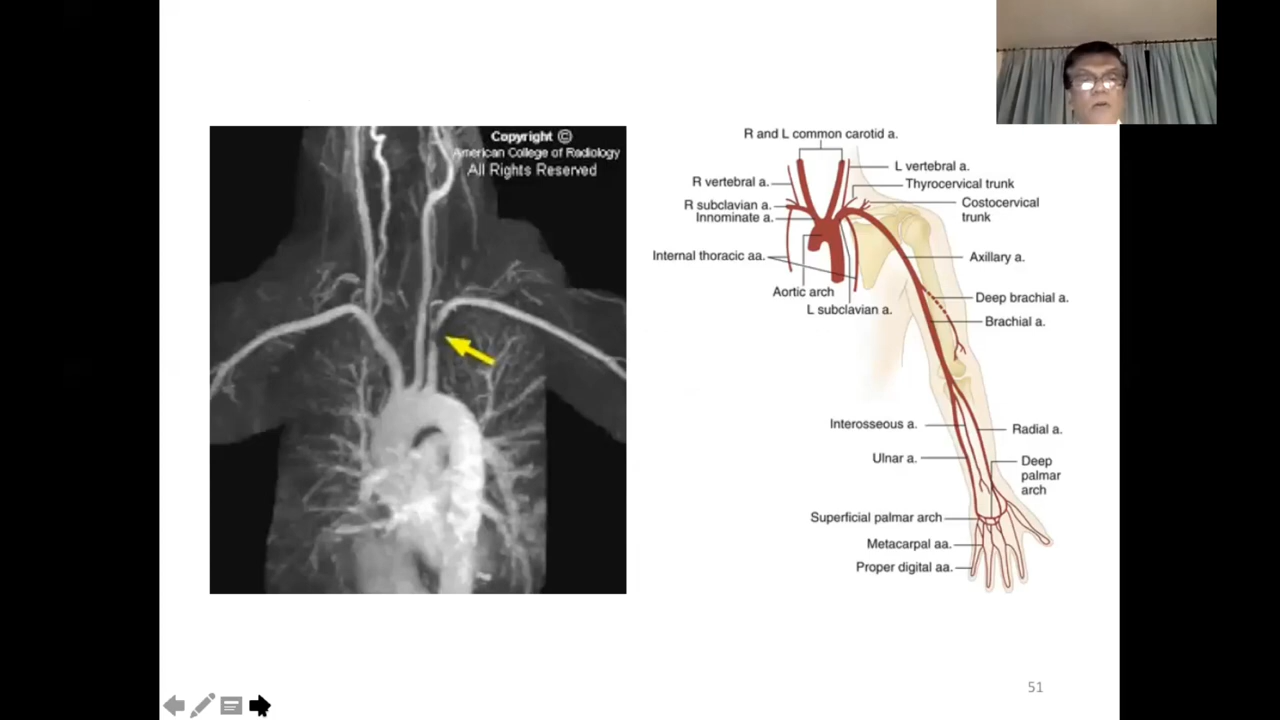 Copyright ©
American College of Radiology
All Rights Reserved
R and L common carotid a.
L vertebral a.
R vertebral a.
Thyrocervical trunk
R subclavian a.
Costocervical
trunk
Innominate a.
Internal thoracic aa.
Axillary a.
Aortic arch
Deep brachial a.
L subclavian a.
Brachial a.
Interosseous a.
Radial a.
Ulnar a.
Deep
palmar
arch
Superficial palmar arch
Metacarpal aa.
Proper digital aa.
51